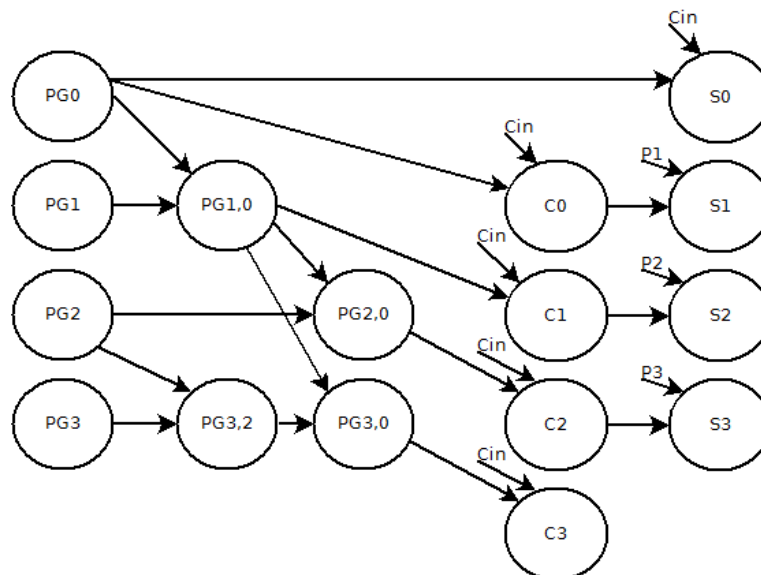 Cin
PG0
S0
Cin
P1
PG1
PG1,0
C0
S1
Cin
P2
PG2
PG2,0
C1
S2
Cin
P3
PG3
PG3,2
PG3,0
C2
S3
Cin
C3